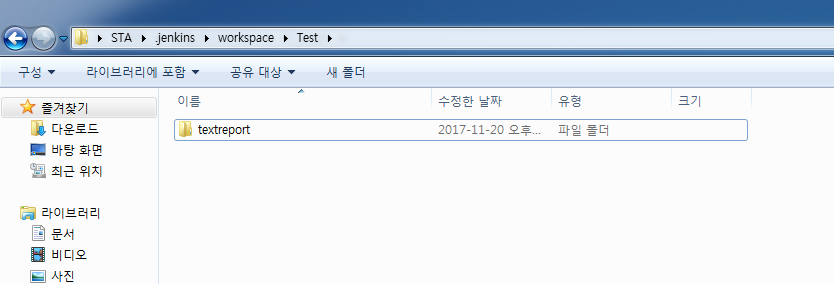 STA .jenkins workspace Test
구성 라이브러리에 포함 공유 대상 새 폴더
즐겨찾기
다운로드
바탕 화면
최근 위치
라이브러리
문서
비디오
사진
이름 수정한 날짜 유형 크기
textreport 2017-11-20 오후... 파일 폴더